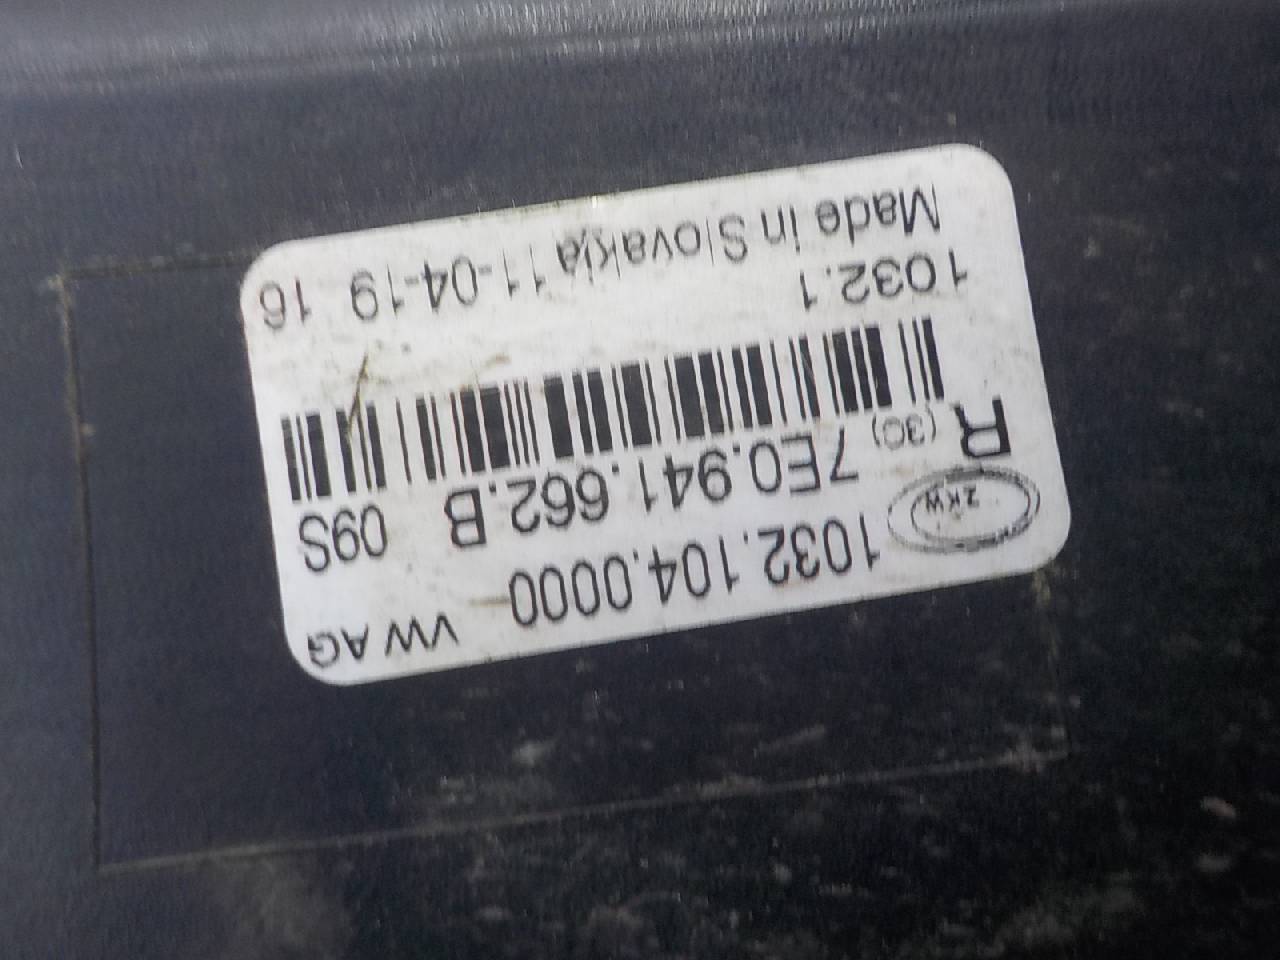 1032.104.0000 VW AG
ZKW
R (3C) 7E0.941.662.B 09S
1032.1
Made in Slovakia 11-04-19 16